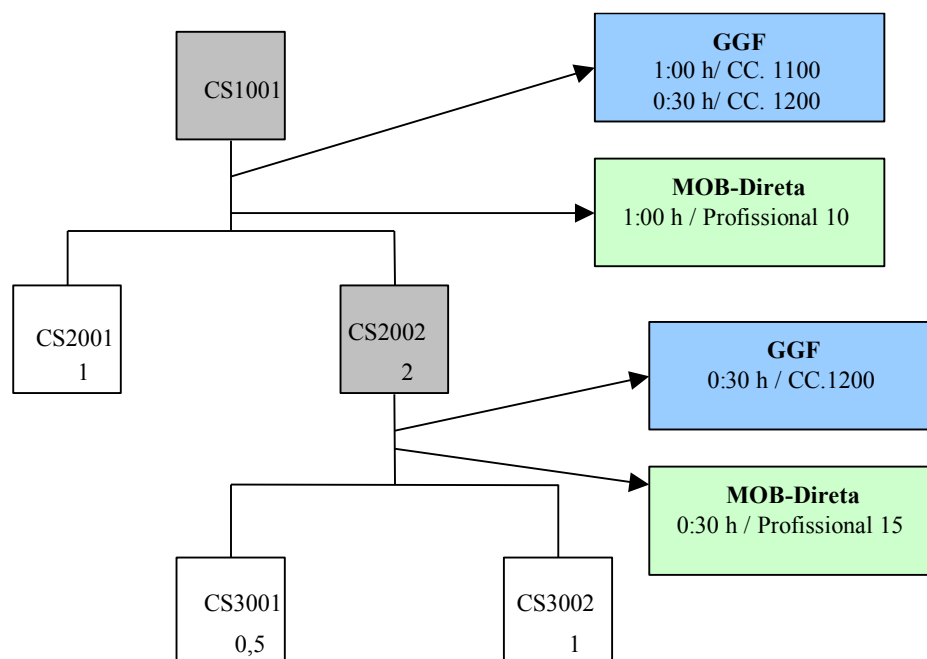 GGF
1:00 h/ CC. 1100
0:30 h/ CC. 1200
CS1001
MOB-Direta
1:00 h / Profissional 10
CS2001
1
CS2002
2
GGF
0:30 h / CC.1200
MOB-Direta
0:30 h / Profissional 15
CS3001
0,5
CS3002
1